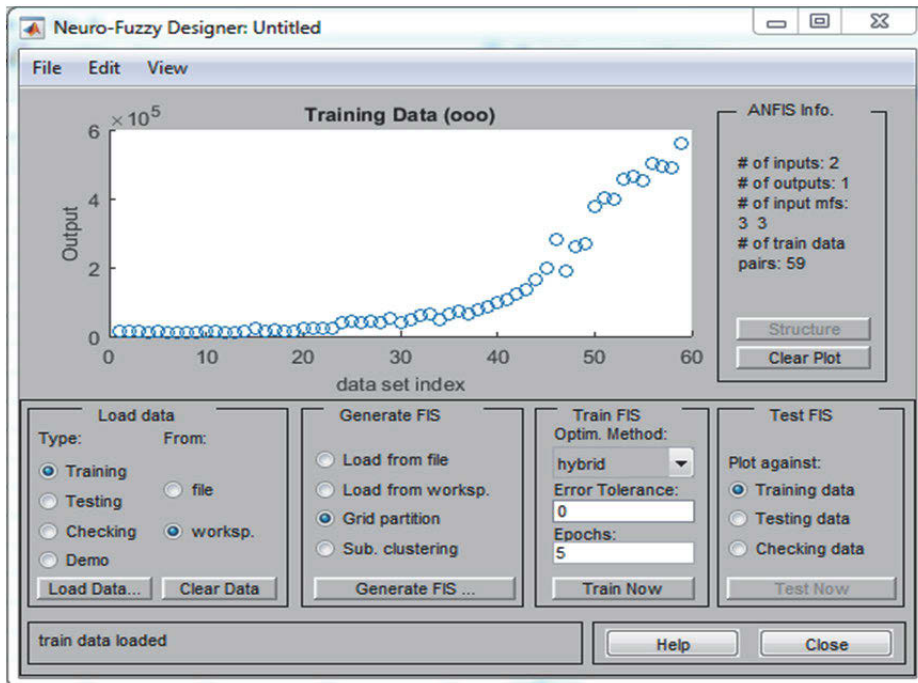 Neuro-Fuzzy Designer: Untitled
File Edit View
×10^5
Training Data (ooo)
6
4
2
0
Output
0 10 20 30 40 50 60
data set index
ANFIS Info.
# of inputs: 2
# of outputs: 1
# of input mfs:
3 3
# of train data
pairs: 59
Structure
Clear Plot
Load data
Type: From:
Training
Testing
Checking
Demo
file
worksp.
Load Data... Clear Data
Generate FIS
Load from file
Load from worksp.
Grid partition
Sub. clustering
Generate FIS ...
Train FIS
Optim. Method:
hybrid
Error Tolerance:
0
Epochs:
5
Train Now
Test FIS
Plot against:
Training data
Testing data
Checking data
Test Now
train data loaded
Help Close